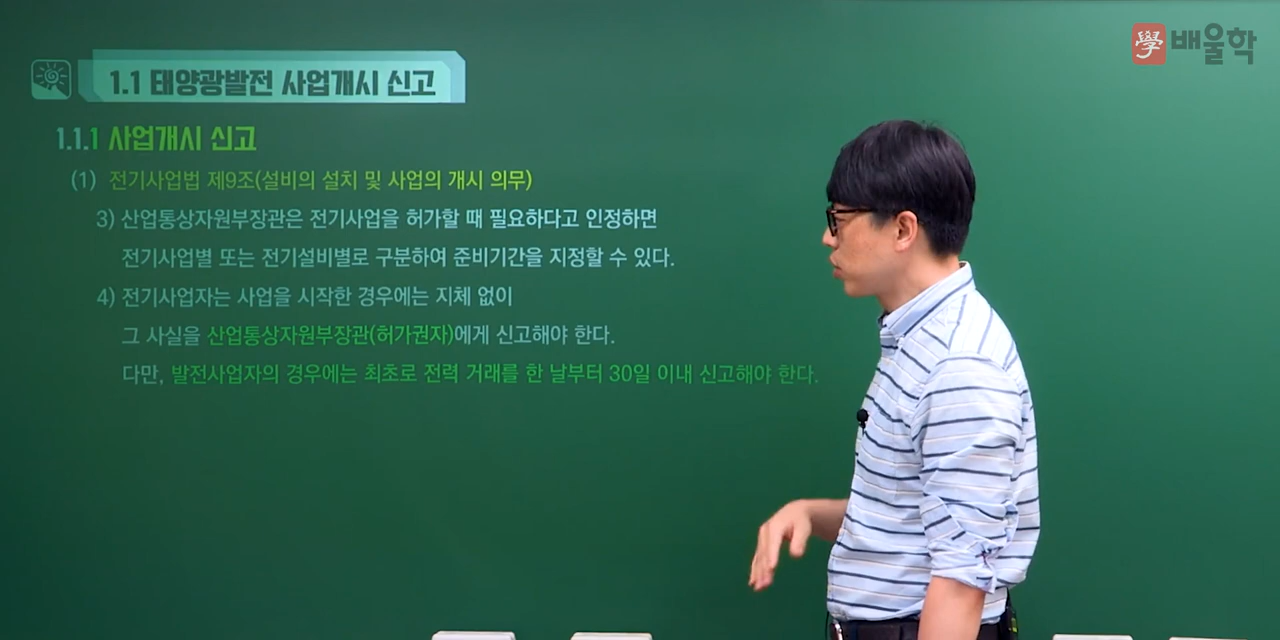 學 배울학
1.1 태양광발전 사업개시 신고
1.1.1 사업개시 신고
(1) 전기사업법 제9조(설비의 설치 및 사업의 개시 의무)
3) 산업통상자원부장관은 전기사업을 허가할 때 필요하다고 인정하면
전기사업별 또는 전기설비별로 구분하여 준비기간을 지정할 수 있다.
4) 전기사업자는 사업을 시작한 경우에는 지체 없이
그 사실을 산업통상자원부장관(허가권자)에게 신고해야 한다.
다만, 발전사업자의 경우에는 최초로 전력 거래를 한 날부터 30일 이내 신고해야 한다.